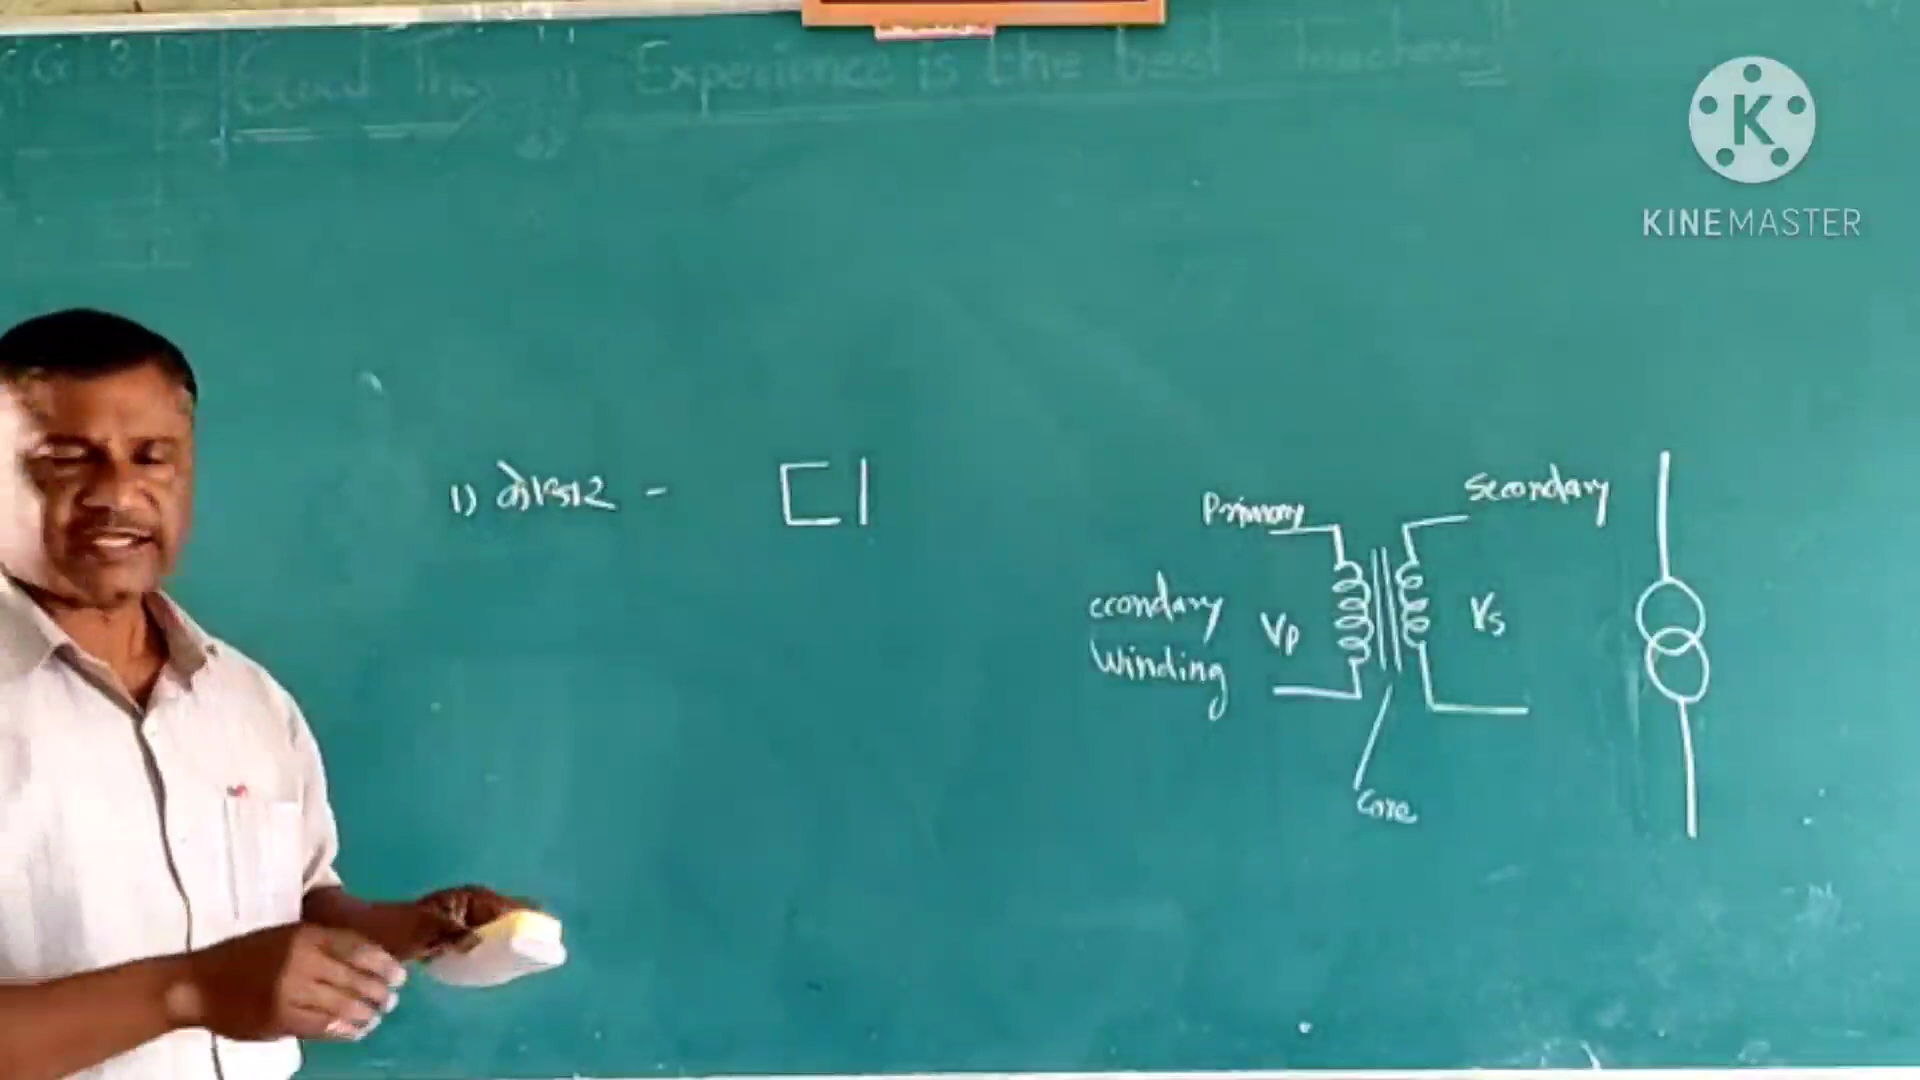 Experience is the best Teacher
KINEMASTER
1)
Primary
Secondary
econdary
Winding
Vp
Vs
Core